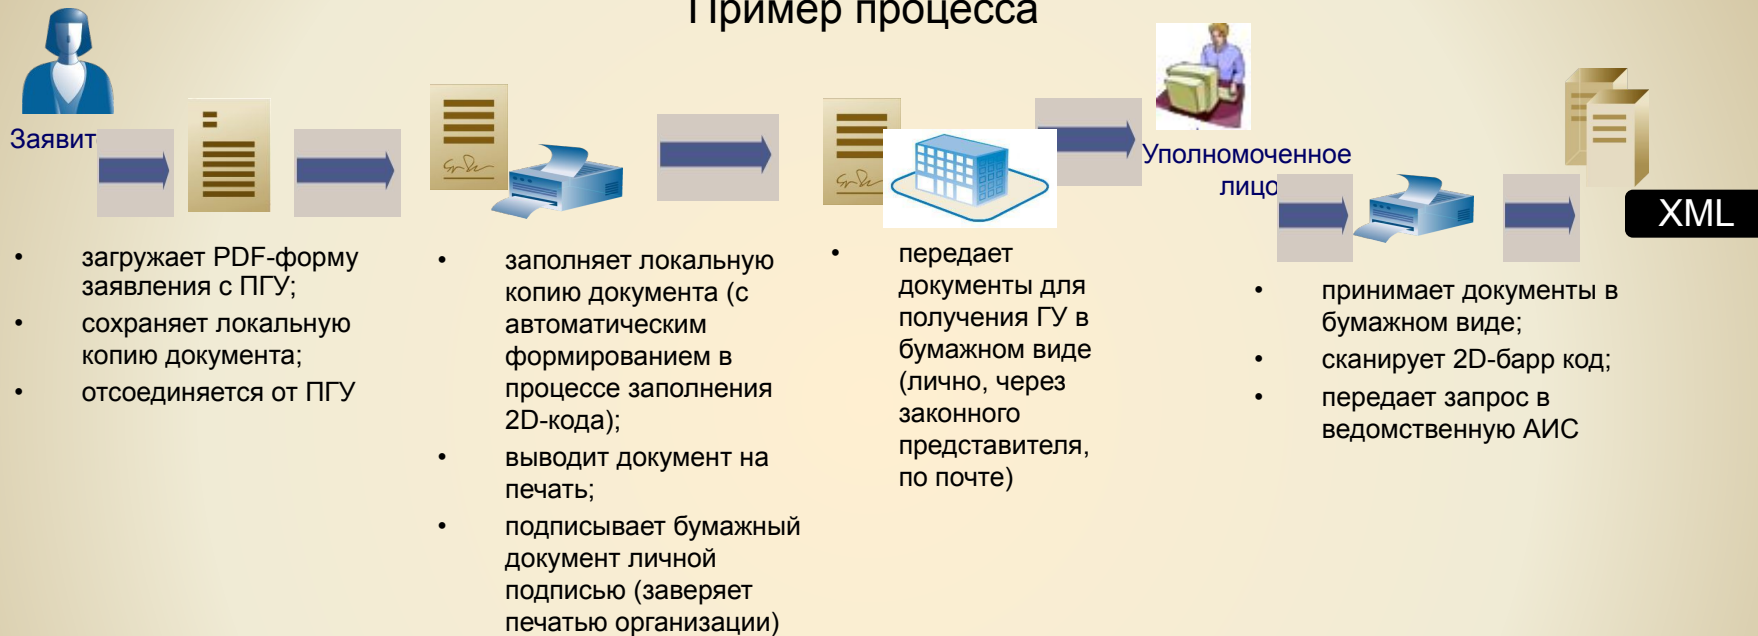 Пример процесса
Заявит
Уполномоченное
лицо
XML
• загружает PDF-форму
заявления с ПГУ;
• сохраняет локальную
копию документа;
• отсоединяется от ПГУ
• заполняет локальную
копию документа (с
автоматическим
формированием в
процессе заполнения
2D-кода);
• выводит документ на
печать;
• подписывает бумажный
документ личной
подписью (заверяет
печатью организации)
• передает
документы для
получения ГУ в
бумажном виде
(лично, через
законного
представителя,
по почте)
• принимает документы в
бумажном виде;
• сканирует 2D-барр код;
• передает запрос в
ведомственную АИС